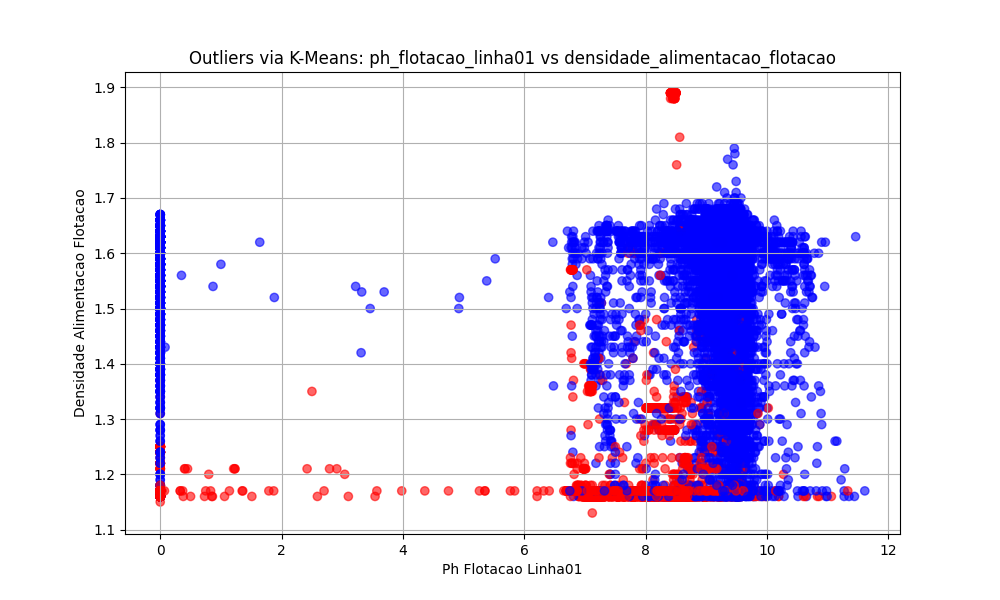 Outliers via K-Means: ph_flotacao_linha01 vs densidade_alimentacao_flotacao
1.9
1.8
1.7
1.6
1.5
1.4
1.3
1.2
1.1
Densidade Alimentacao Flotacao
0 2 4 6 8 10 12
Ph Flotacao Linha01